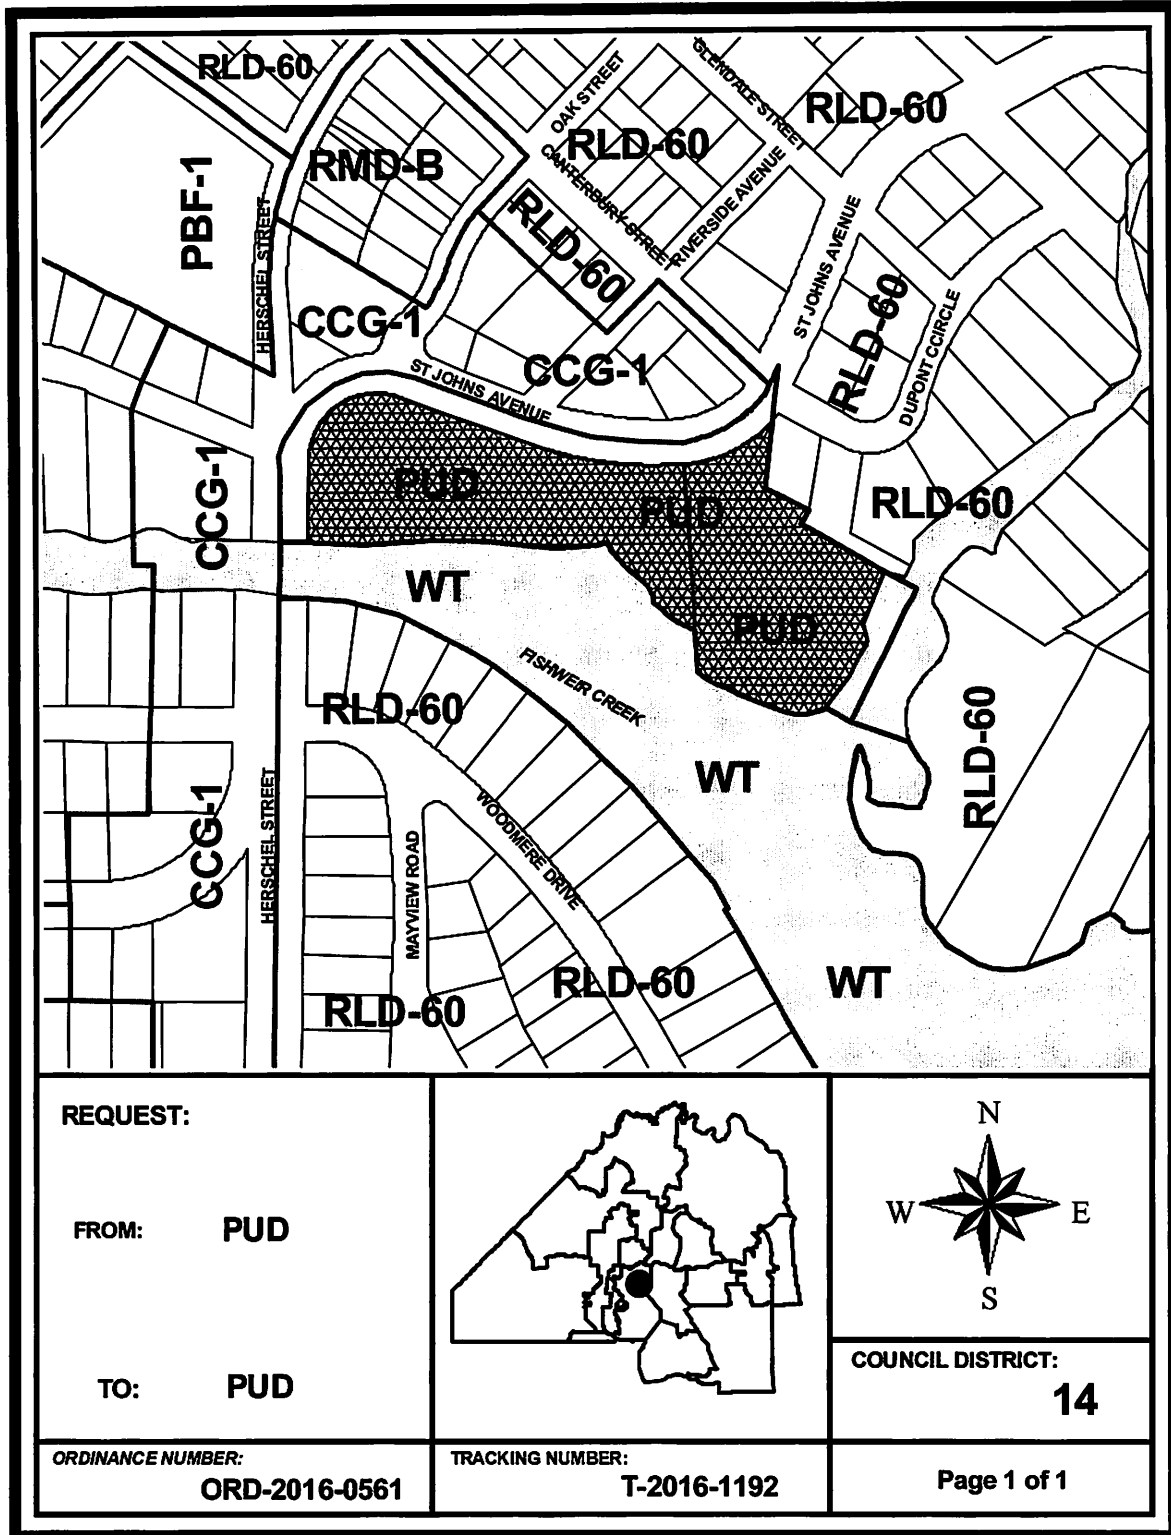 RLD-60
GLENDALE STREET
OAK STREET
RLD-60
RLD-60
RMD-B
CANTERBURY STREET
PBF-1
HERSCHEL STREET
RLD-60
RIVERSIDE AVENUE
ST JOHNS AVENUE
CCG-1
RLD-60
DUPONT CCIRCLE
CCG-1
ST JOHNS AVENUE
CCG-1
PUD
PUD
RLD-60
WT
PUD
FISHWEIR CREEK
RLD-60
RLD-60
WT
CCG-1
HERSCHEL STREET
MAYVIEW ROAD
WOODMERE DRIVE
RLD-60
RLD-60
WT
REQUEST:
FROM: PUD
TO: PUD
N
W E
S
COUNCIL DISTRICT:
14
ORDINANCE NUMBER:
ORD-2016-0561
TRACKING NUMBER:
T-2016-1192
Page 1 of 1